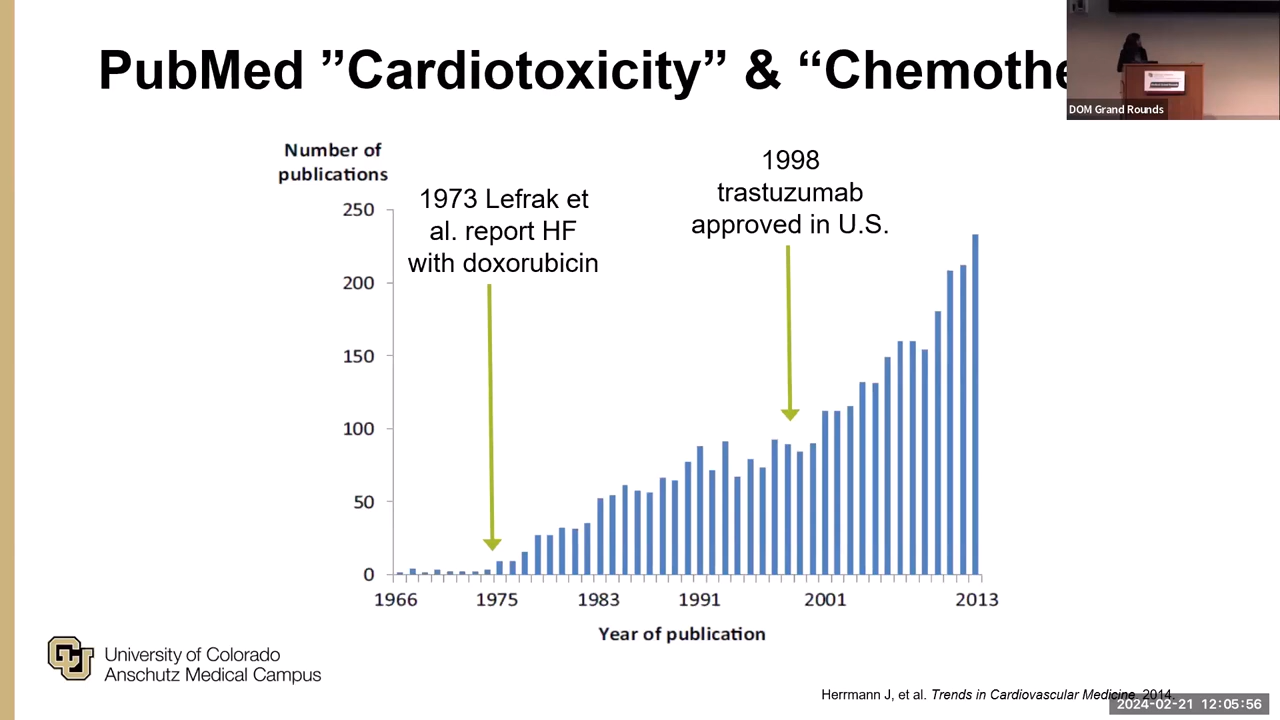 PubMed ”Cardiotoxicity” & “Chemothe
DOM Grand Rounds
Number of
publications
1973 Lefrak et
al. report HF
with doxorubicin
1998
trastuzumab
approved in U.S.
250
200
150
100
50
0
1966 1975 1983 1991 2001 2013
Year of publication
University of Colorado
Anschutz Medical Campus
Herrmann J, et al. Trends in Cardiovascular Medicine. 2014.
2024-02-21 12:05:56